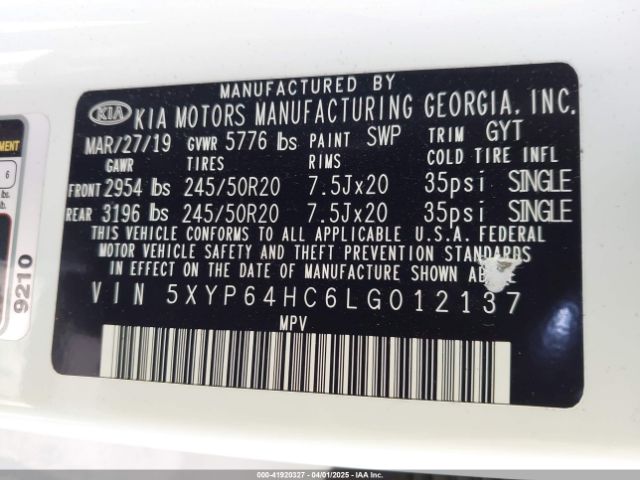 MANUFACTURED BY
KIA KIA MOTORS MANUFACTURING GEORGIA, INC.
MAR/27/19 GVWR 5776 lbs PAINT SWP TRIM GYT
GAWR TIRES RIMS COLD TIRE INFL
FRONT 2954 lbs 245/50R20 7.5Jx20 35psi SINGLE
REAR 3196 lbs 245/50R20 7.5Jx20 35psi SINGLE
THIS VEHICLE CONFORMS TO ALL APPLICABLE U.S.A. FEDERAL
MOTOR VEHICLE SAFETY AND THEFT PREVENTION STANDARDS
IN EFFECT ON THE DATE OF MANUFACTURE SHOWN ABOVE.
VIN 5XYP64HC6LG012137
MPV
6
9210
000-41920327 - 04/01/2025 - IAA, Inc.